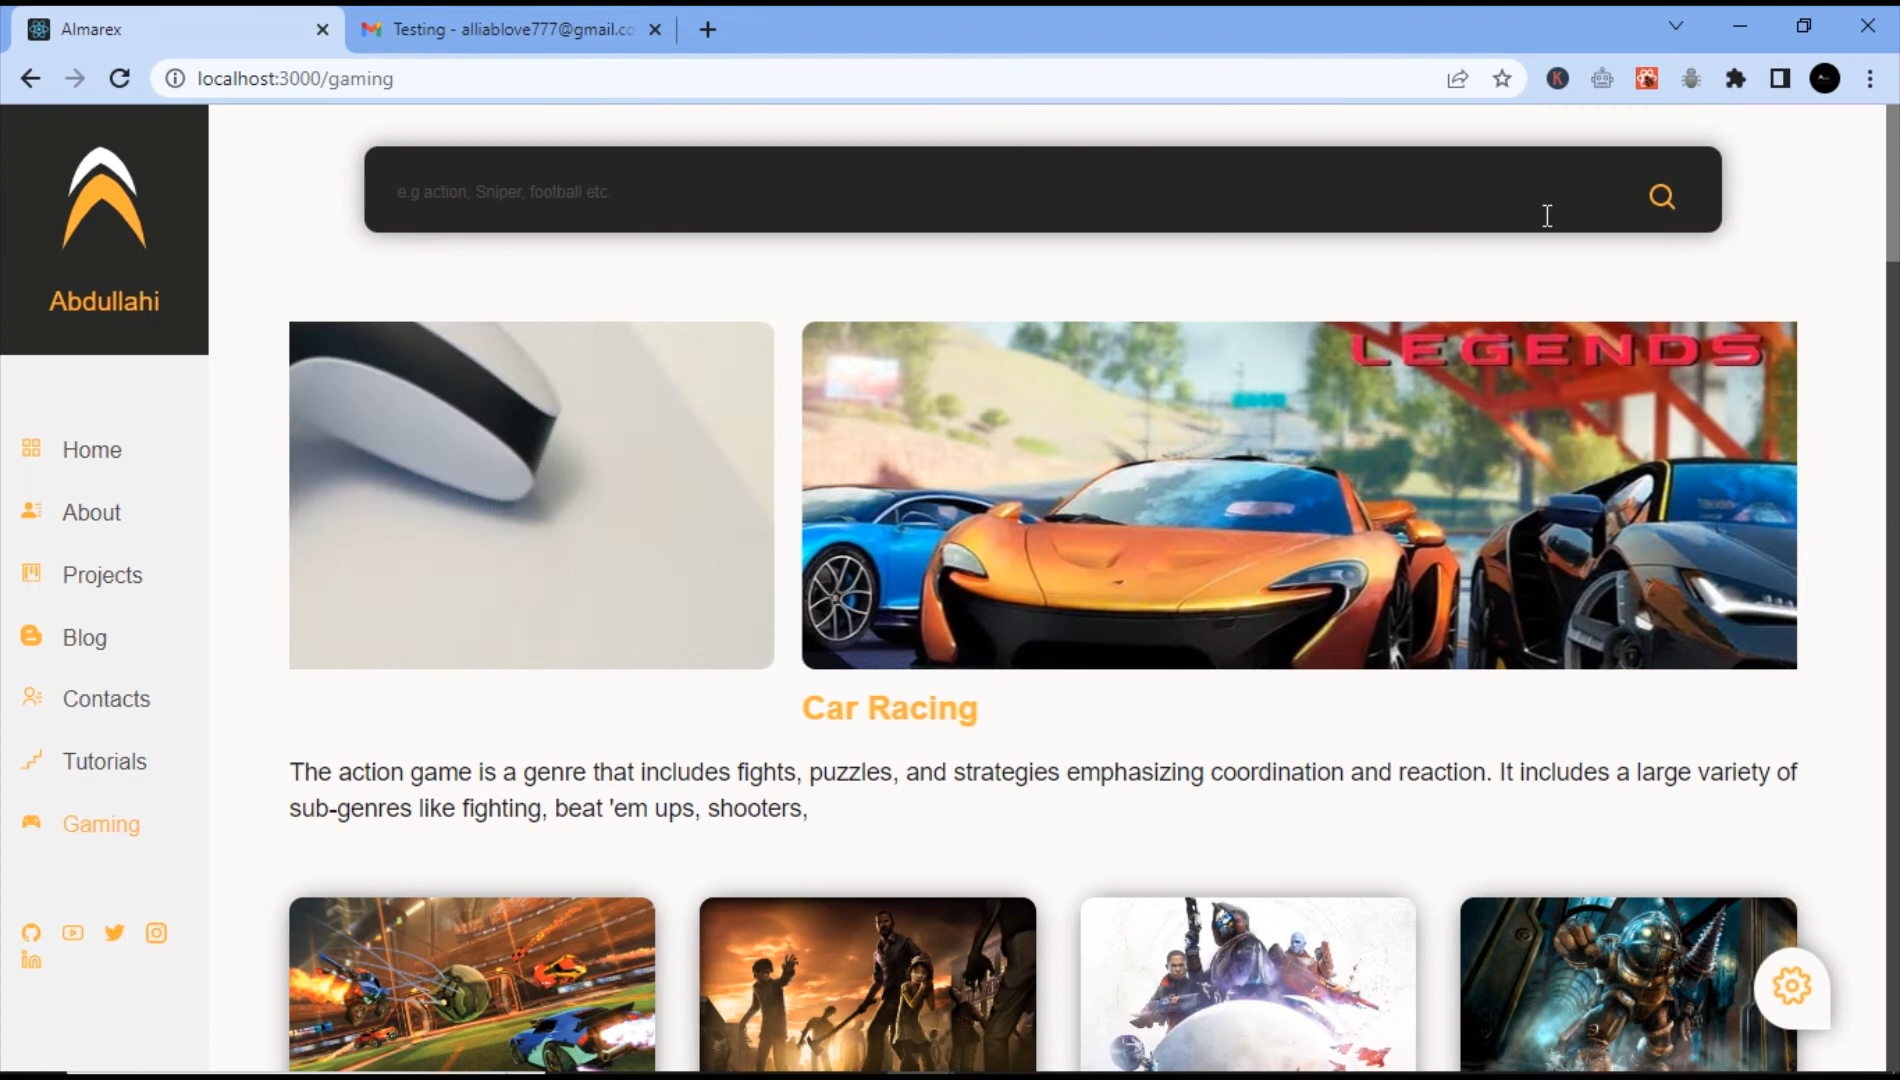 Almarex
Testing - alliablove777@gmail.co
localhost:3000/gaming
K
Abdullahi
Home
About
Projects
Blog
Contacts
Tutorials
Gaming
e.g action, Sniper, football etc.
LEGENDS
Car Racing
The action game is a genre that includes fights, puzzles, and strategies emphasizing coordination and reaction. It includes a large variety of
sub-genres like fighting, beat 'em ups, shooters,